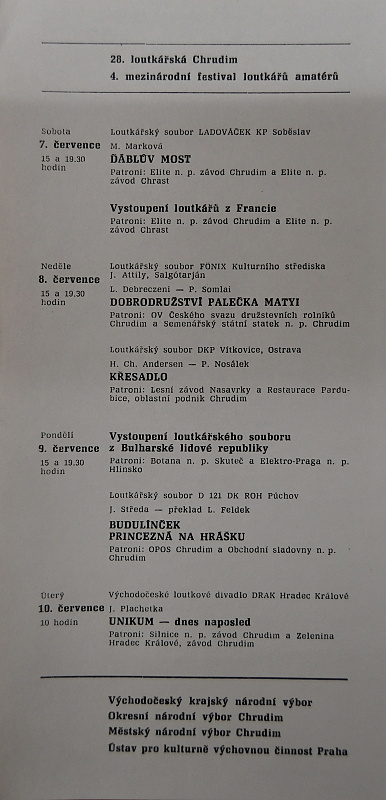 28. loutkářská Chrudim
4. mezinárodní festival loutkářů amatérů
Sobota
7. července
15 a 19.30
hodin
Loutkářský soubor LADOVÁČEK KP Soběslav
M. Marková
ĎÁBLŮV MOST
Patroni: Elite n. p. závod Chrudim a Elite n. p.
závod Chrast
Vystoupení loutkářů z Francie
Patroni: Elite n. p. závod Chrudim a Elite n. p.
závod Chrast
Neděle
8. července
15 a 19.30
hodin
Loutkářský soubor FÖNIX Kulturního střediska
J. Attily, Salgótarján
L. Debreczeni — P. Somlai
DOBRODRUŽSTVÍ PALEČKA MATYI
Patroni: OV Českého svazu družstevních rolníků
Chrudim a Semenářský státní statek n. p. Chrudim
Loutkářský soubor DKP Vítkovice, Ostrava
H. Ch. Andersen — P. Nosálek
KŘESADLO
Patroni: Lesní závod Nasavrky a Restaurace Pardu-
bice, oblastní podnik Chrudim
Pondělí
9. července
15 a 19.30
hodin
Vystoupení loutkářského souboru
z Bulharské lidové republiky
Patroni: Botana n. p. Skuteč a Elektro-Praga n. p.
Hlinsko
Loutkářský soubor D 121 DK ROH Púchov
J. Středa — překlad L. Feldek
BUDULÍNČEK
PRINCEZNÁ NA HRÁŠKU
Patroni: OPOS Chrudim a Obchodní sladovny n. p.
Chrudim
Úterý
10. července
10 hodin
Východočeské loutkové divadlo DRAK Hradec Králové
J. Plachetka
UNIKUM — dnes naposled
Patroni: Silnice n. p. závod Chrudim a Zelenina
Hradec Králové, závod Chrudim
Východočeský krajský národní výbor
Okresní národní výbor Chrudim
Městský národní výbor Chrudim
Ústav pro kulturně výchovnou činnost Praha